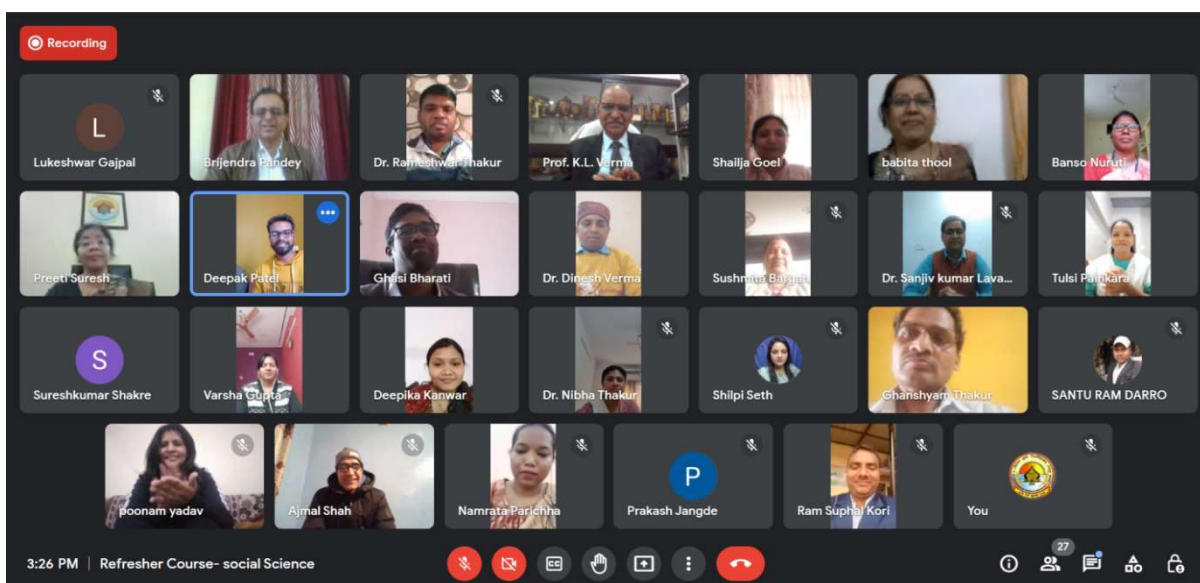 Recording
L
Lukeshwar Gajpal
Brijendra Pandey
Dr. Rameshwar Thakur
Prof. K.L. Verma
Shailja Goel
babita thool
Banso Nuruti
Preeti Suresh
Deepak Patel
Ghasi Bharati
Dr. Dinesh Verma
Sushmita Bargah
Dr. Sanjiv kumar Lava...
Tulsi Painkara
S
Sureshkumar Shakre
Varsha Gupta
Deepika Kanwar
Dr. Nibha Thakur
Shilpi Seth
Ghanshyam Thakur
SANTU RAM DARRO
poonam yadav
Ajmal Shah
Namrata Parichha
P
Prakash Jangde
Ram Suphal Kori
You
3:26 PM | Refresher Course- social Science
CC
27